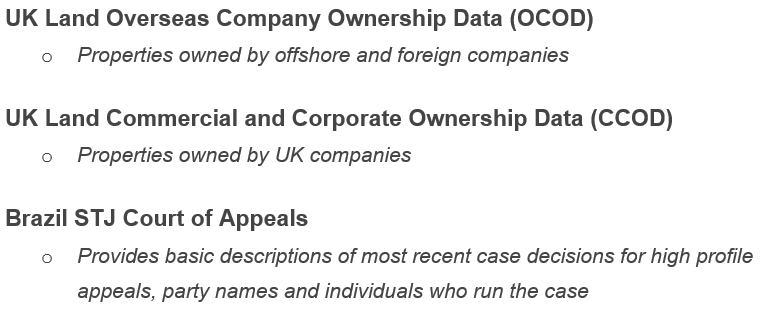 UK Land Overseas Company Ownership Data (OCOD)
o Properties owned by offshore and foreign companies
UK Land Commercial and Corporate Ownership Data (CCOD)
o Properties owned by UK companies
Brazil STJ Court of Appeals
o Provides basic descriptions of most recent case decisions for high profile
appeals, party names and individuals who run the case